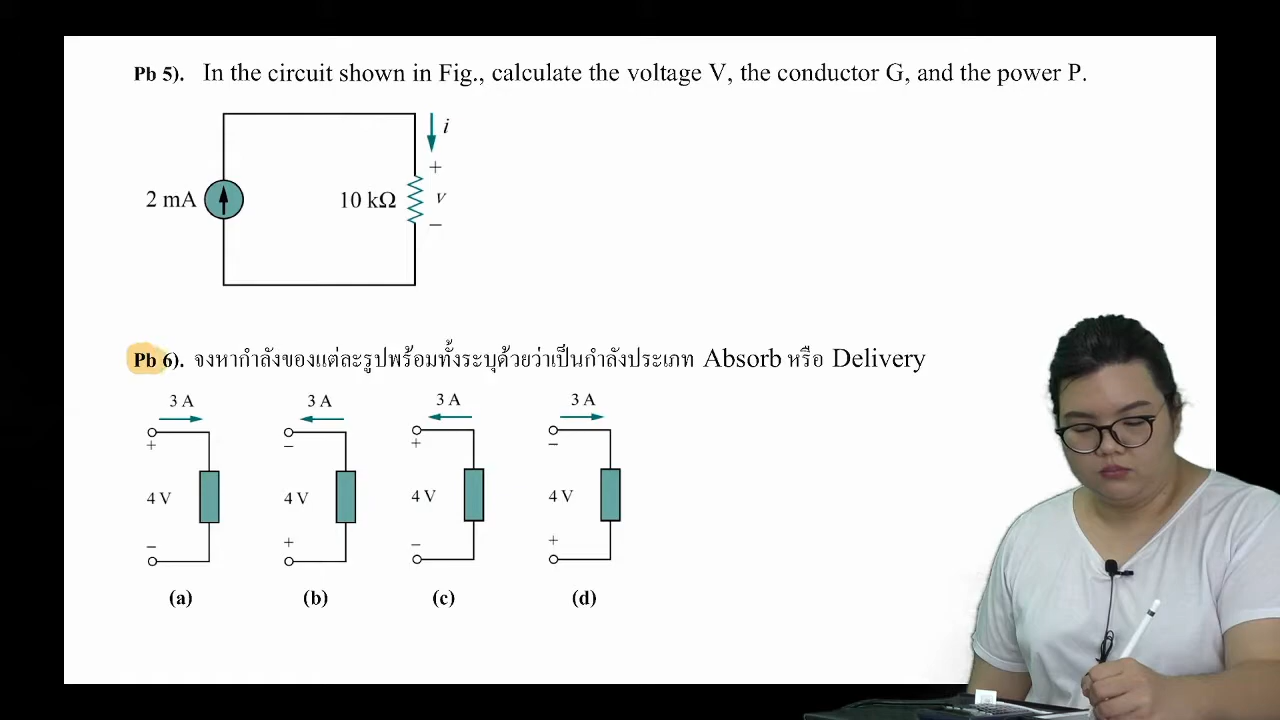 Pb 5). In the circuit shown in Fig., calculate the voltage V, the conductor G, and the power P.
i
+
2 mA 10 kΩ v
−
Pb 6). จงหากำลังของแต่ละรูปพร้อมทั้งระบุด้วยว่าเป็นกำลังประเภท Absorb หรือ Delivery
3 A 3 A 3 A 3 A
+ − + −
4 V 4 V 4 V 4 V
− + − +
(a) (b) (c) (d)